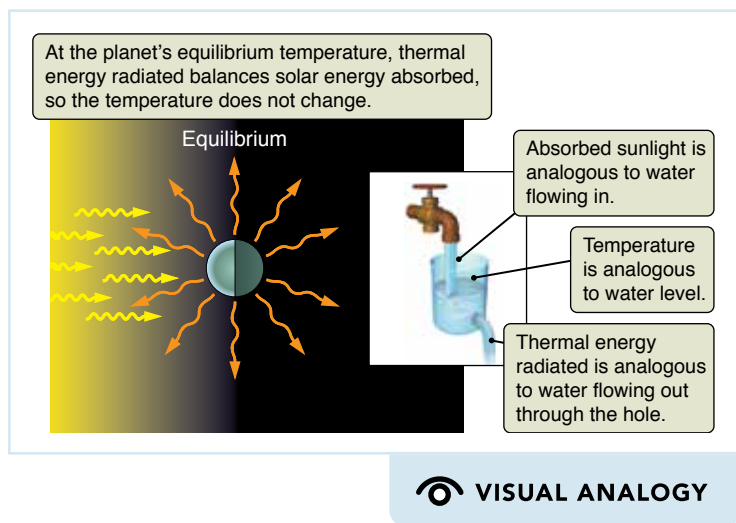 At the planet's equilibrium temperature, thermal
energy radiated balances solar energy absorbed,
so the temperature does not change.
Equilibrium
Absorbed sunlight is
analogous to water
flowing in.
Temperature
is analogous
to water level.
Thermal energy
radiated is analogous
to water flowing out
through the hole.
VISUAL ANALOGY